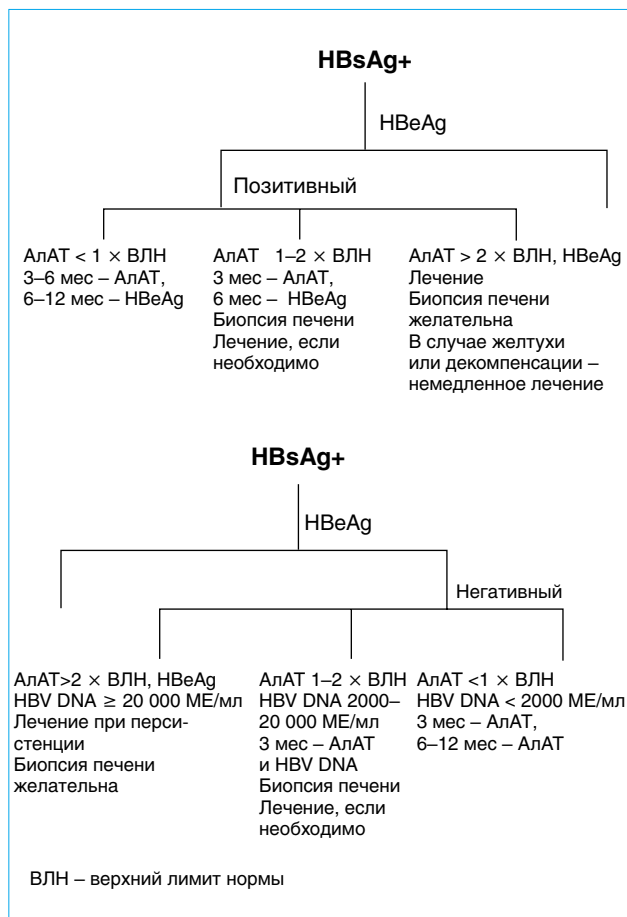 HBsAg+
HBeAg
Позитивный
АлАТ < 1 × ВЛН
3–6 мес – АлАТ,
6–12 мес – HBeAg
АлАТ 1–2 × ВЛН
3 мес – АлАТ,
6 мес – HBeAg
Биопсия печени
Лечение, если
необходимо
АлАТ > 2 × ВЛН, HBeAg
Лечение
Биопсия печени
желательна
В случае желтухи
или декомпенсации –
немедленное лечение
HBsAg+
HBeAg
Негативный
АлАТ>2 × ВЛН, HBeAg
HBV DNA ≥ 20 000 МЕ/мл
Лечение при перси-
стенции
Биопсия печени
желательна
АлАТ 1–2 × ВЛН
HBV DNA 2000–
20 000 МЕ/мл
3 мес – АлАТ
и HBV DNA
Биопсия печени
Лечение, если
необходимо
АлАТ <1 × ВЛН
HBV DNA < 2000 МЕ/мл
3 мес – АлАТ,
6–12 мес – АлАТ
ВЛН – верхний лимит нормы